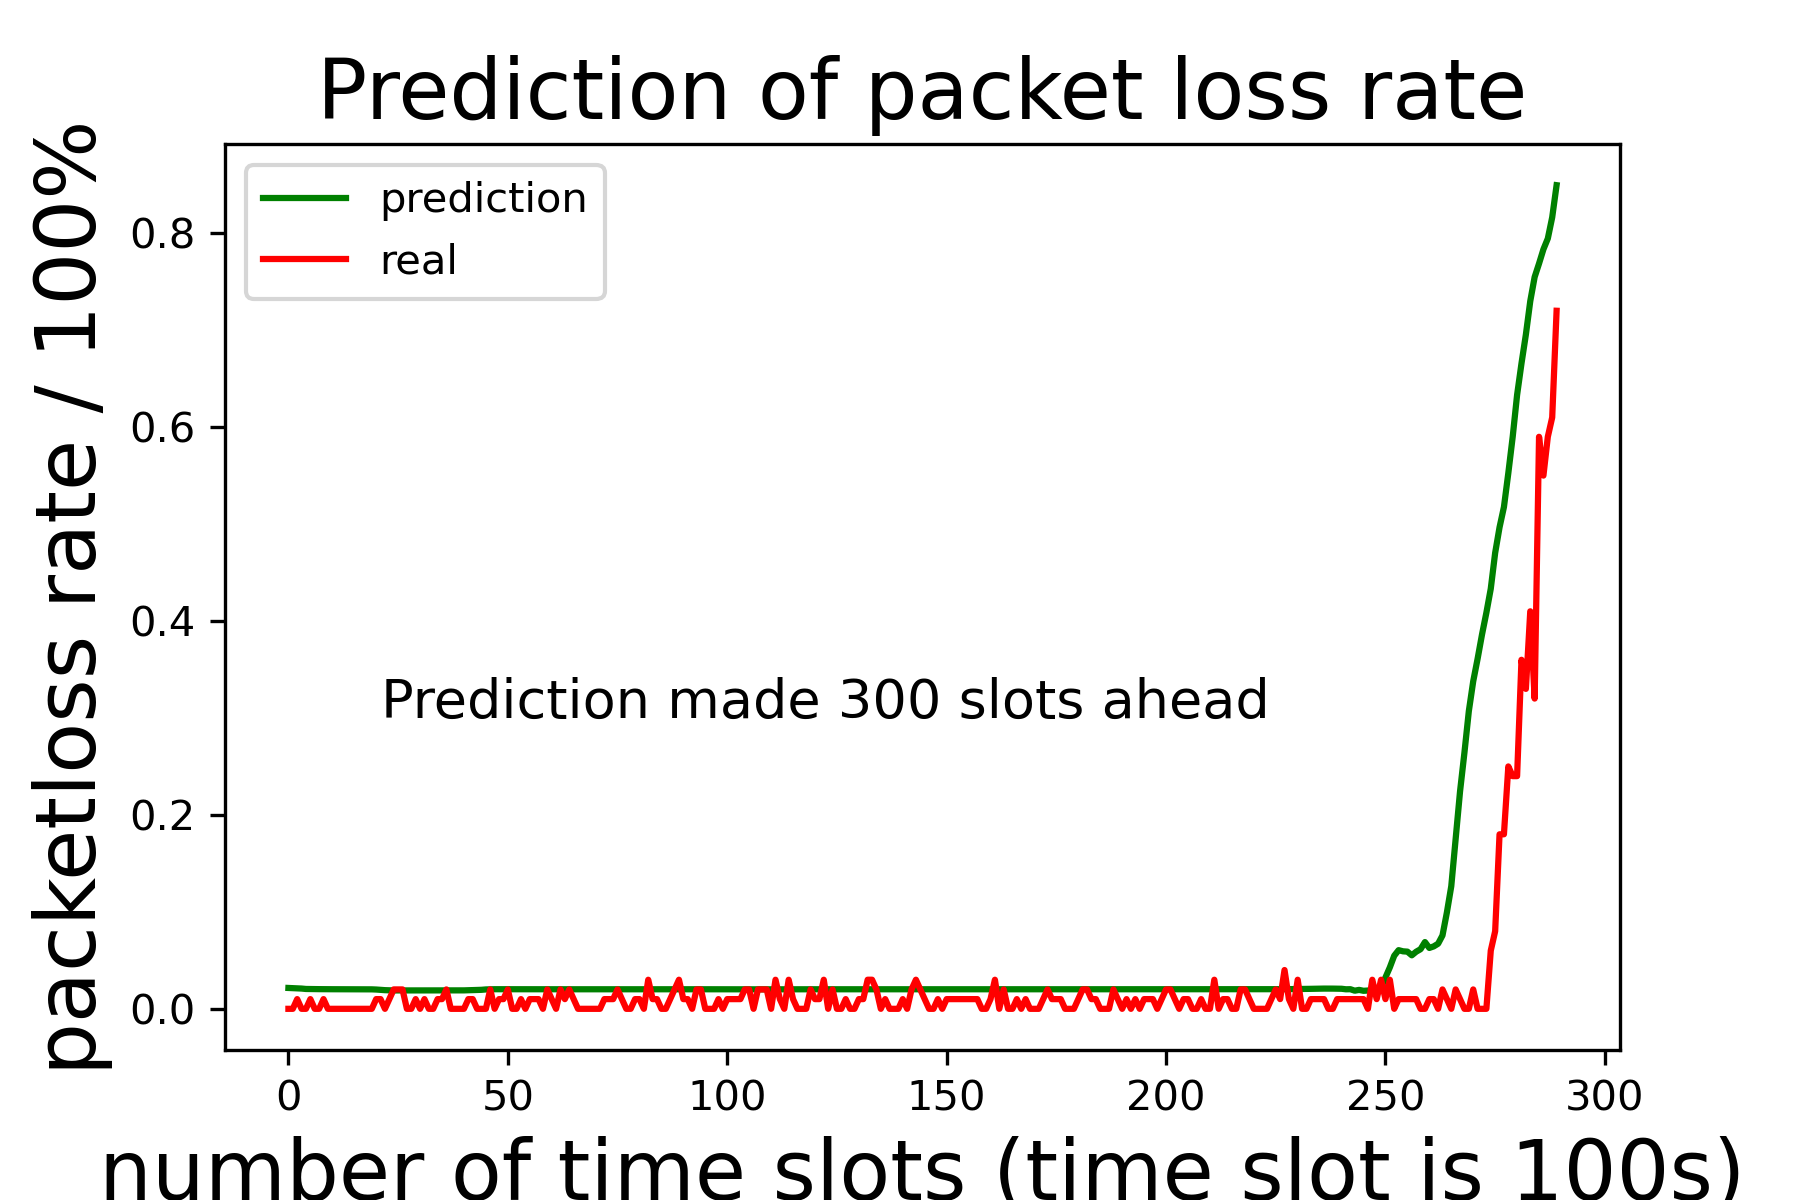 Prediction of packet loss rate
prediction
real
packetloss rate / 100%
0.8
0.6
0.4
0.2
0.0
Prediction made 300 slots ahead
0 50 100 150 200 250 300
number of time slots (time slot is 100s)